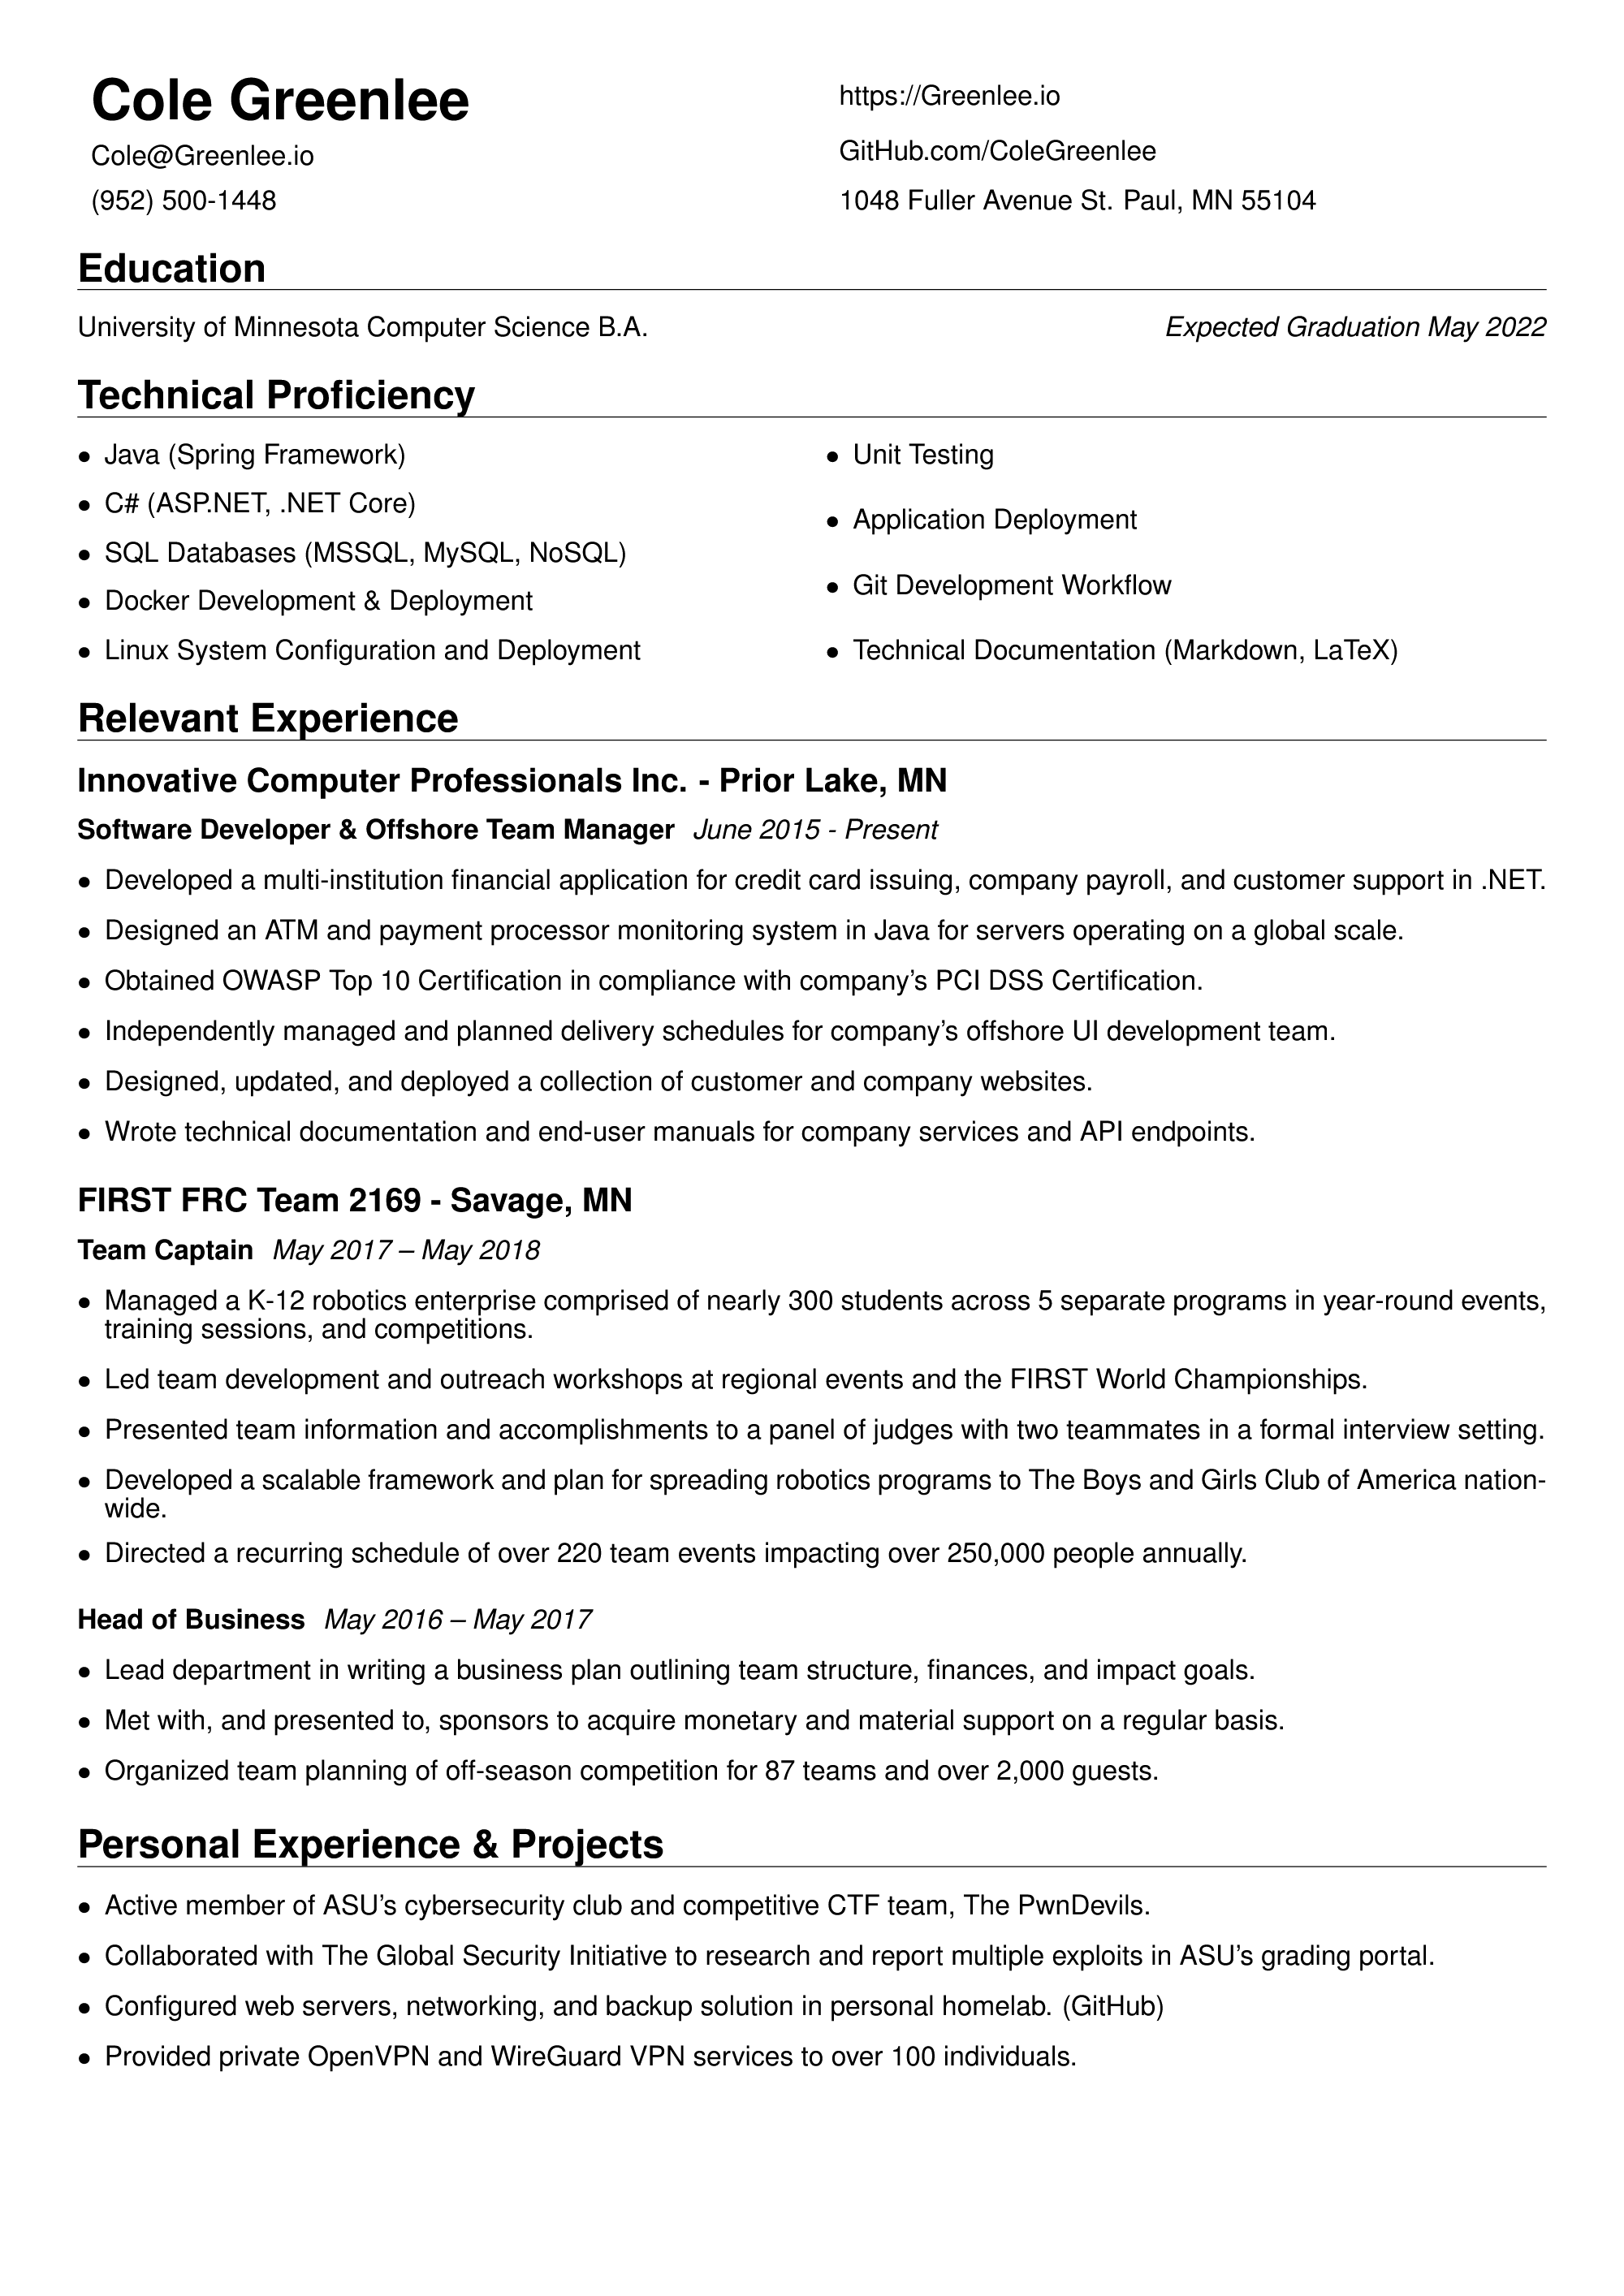 Cole Greenlee
Cole@Greenlee.io
(952) 500-1448
https://Greenlee.io
GitHub.com/ColeGreenlee
1048 Fuller Avenue St. Paul, MN 55104
Education
University of Minnesota Computer Science B.A. Expected Graduation May 2022
Technical Proficiency
• Java (Spring Framework)
• C# (ASP.NET, .NET Core)
• SQL Databases (MSSQL, MySQL, NoSQL)
• Docker Development & Deployment
• Linux System Configuration and Deployment
• Unit Testing
• Application Deployment
• Git Development Workflow
• Technical Documentation (Markdown, LaTeX)
Relevant Experience
Innovative Computer Professionals Inc. - Prior Lake, MN
Software Developer & Offshore Team Manager June 2015 - Present
• Developed a multi-institution financial application for credit card issuing, company payroll, and customer support in .NET.
• Designed an ATM and payment processor monitoring system in Java for servers operating on a global scale.
• Obtained OWASP Top 10 Certification in compliance with company's PCI DSS Certification.
• Independently managed and planned delivery schedules for company's offshore UI development team.
• Designed, updated, and deployed a collection of customer and company websites.
• Wrote technical documentation and end-user manuals for company services and API endpoints.
FIRST FRC Team 2169 - Savage, MN
Team Captain May 2017 – May 2018
• Managed a K-12 robotics enterprise comprised of nearly 300 students across 5 separate programs in year-round events,
training sessions, and competitions.
• Led team development and outreach workshops at regional events and the FIRST World Championships.
• Presented team information and accomplishments to a panel of judges with two teammates in a formal interview setting.
• Developed a scalable framework and plan for spreading robotics programs to The Boys and Girls Club of America nation-
wide.
• Directed a recurring schedule of over 220 team events impacting over 250,000 people annually.
Head of Business May 2016 – May 2017
• Lead department in writing a business plan outlining team structure, finances, and impact goals.
• Met with, and presented to, sponsors to acquire monetary and material support on a regular basis.
• Organized team planning of off-season competition for 87 teams and over 2,000 guests.
Personal Experience & Projects
• Active member of ASU's cybersecurity club and competitive CTF team, The PwnDevils.
• Collaborated with The Global Security Initiative to research and report multiple exploits in ASU's grading portal.
• Configured web servers, networking, and backup solution in personal homelab. (GitHub)
• Provided private OpenVPN and WireGuard VPN services to over 100 individuals.